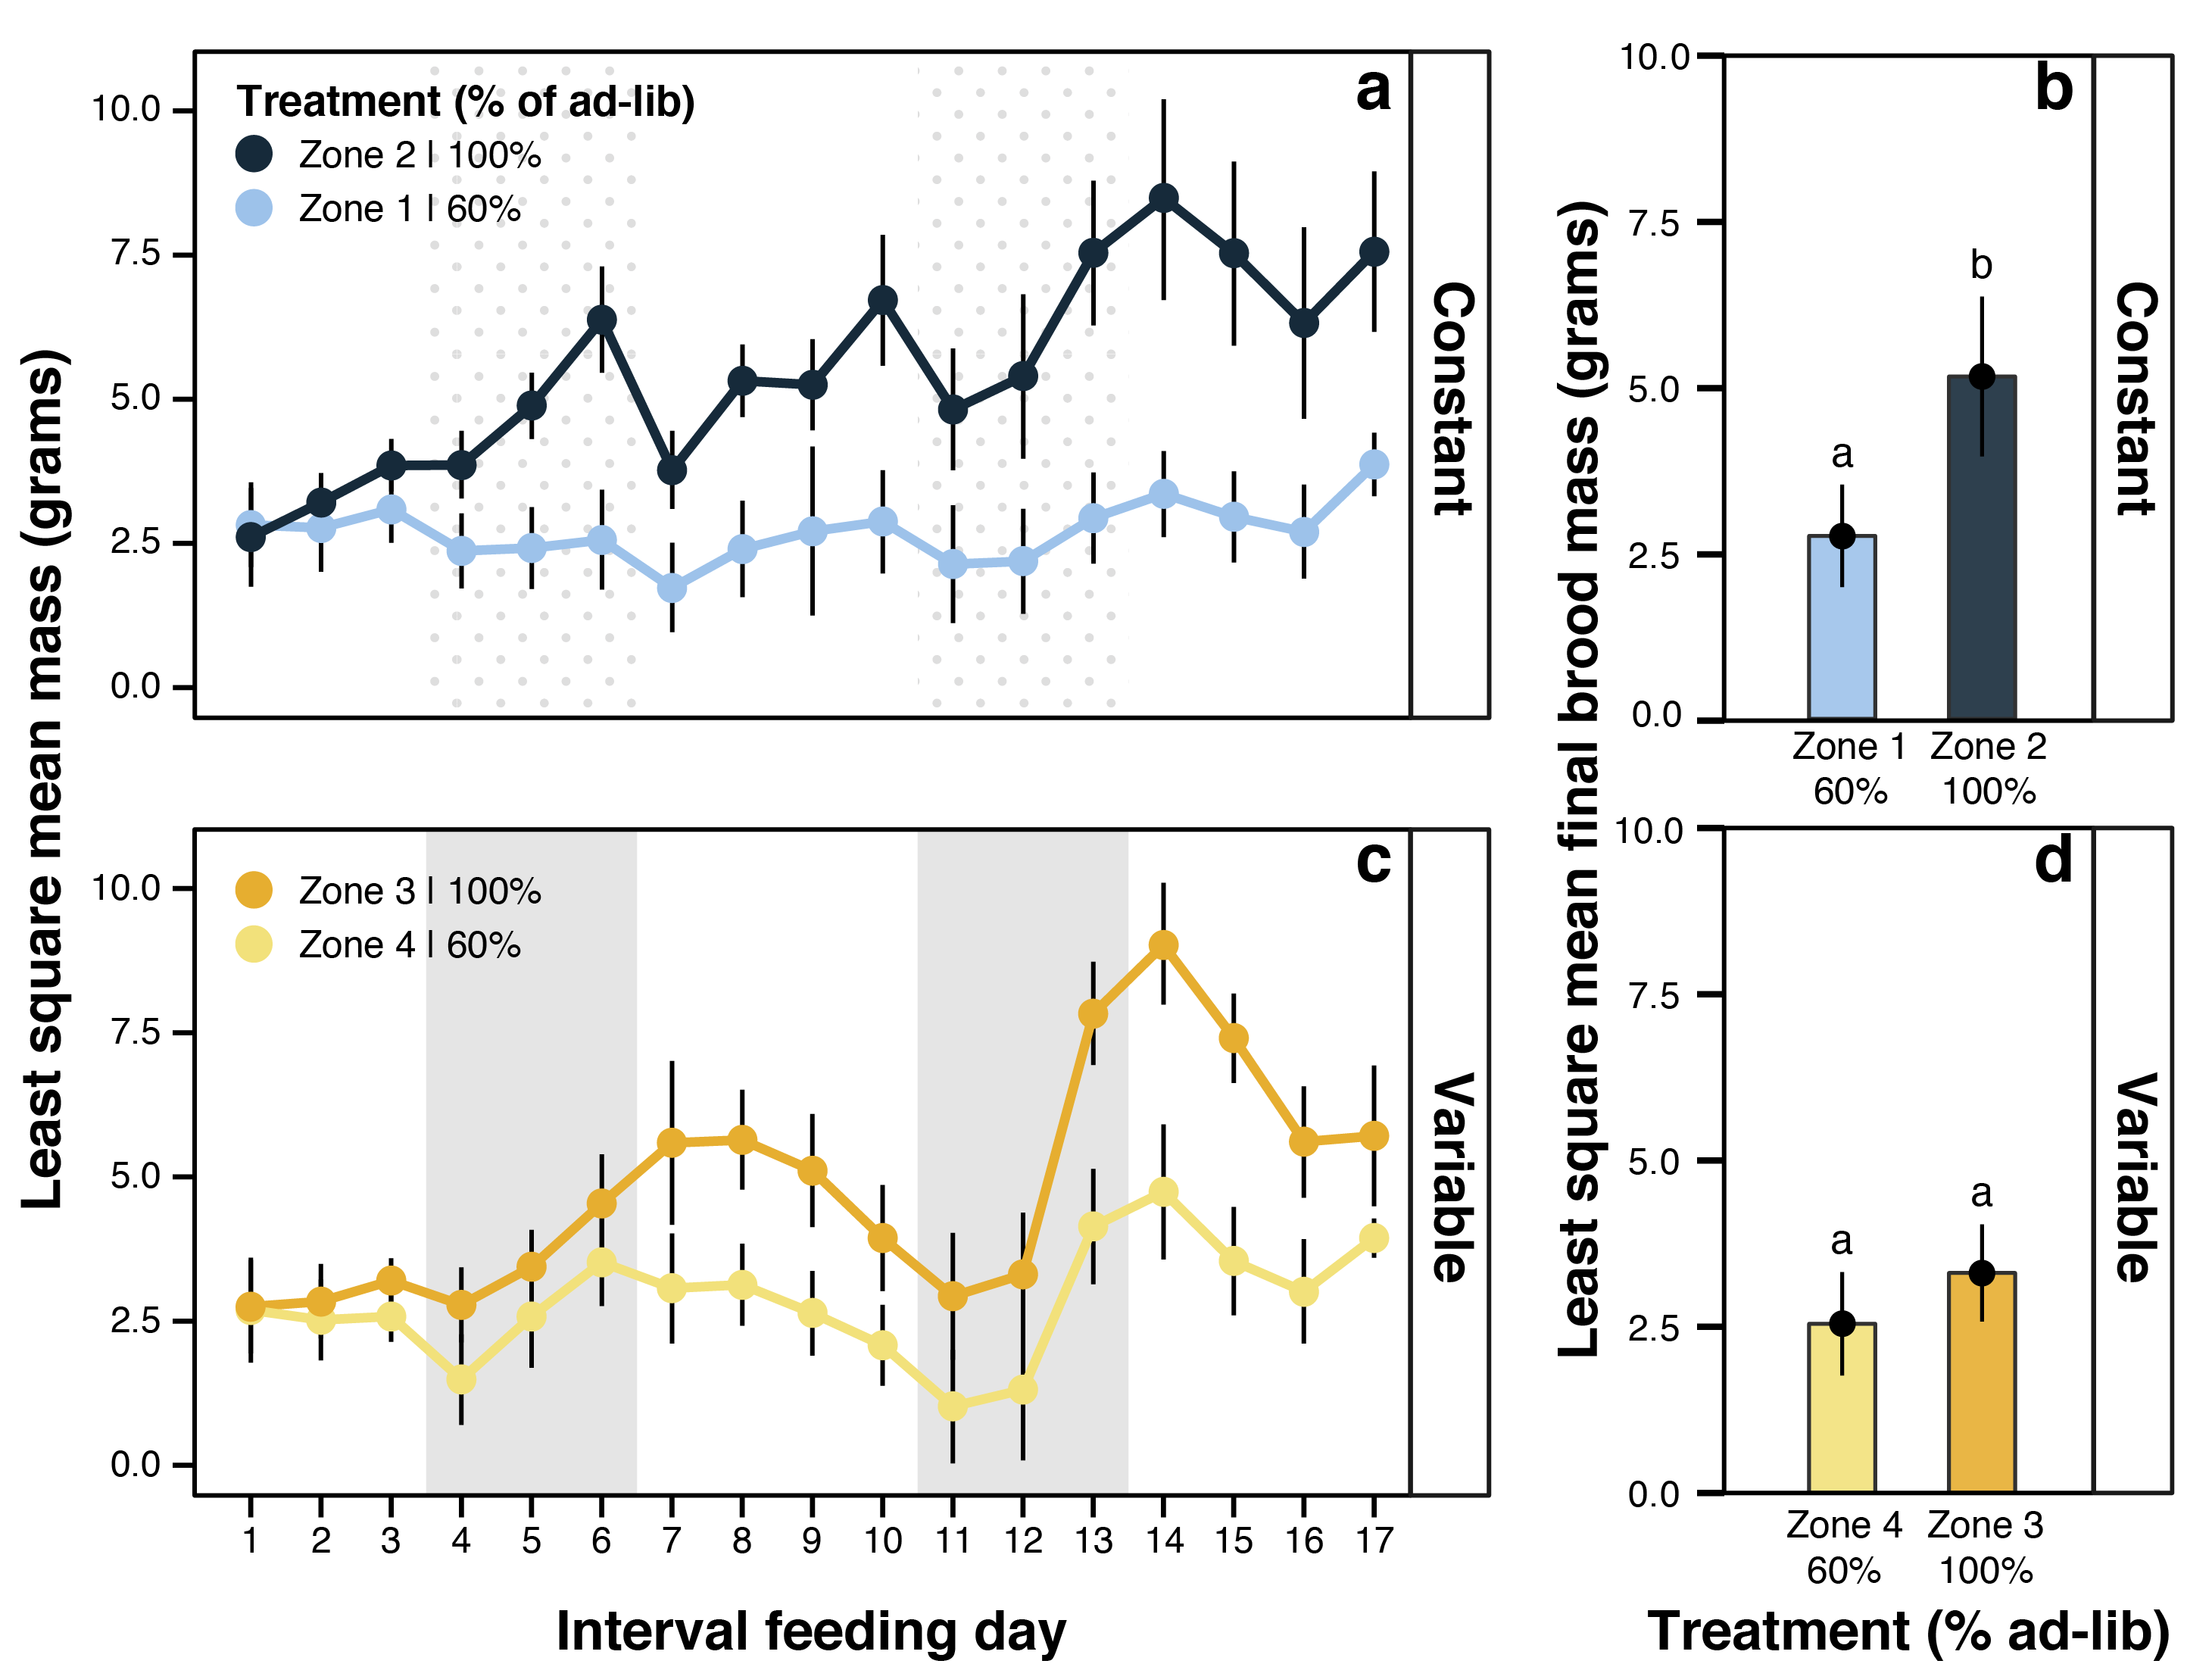 Least square mean mass (grams)
a
Treatment (% of ad-lib)
Zone 2 | 100%
Zone 1 | 60%
10.0
7.5
5.0
2.5
0.0
Constant
Least square mean final brood mass (grams)
b
10.0
7.5
5.0
2.5
0.0
a
b
Constant
Zone 1 Zone 2
60% 100%
c
Zone 3 | 100%
Zone 4 | 60%
10.0
7.5
5.0
2.5
0.0
Variable
1 2 3 4 5 6 7 8 9 10 11 12 13 14 15 16 17
Interval feeding day
d
10.0
7.5
5.0
2.5
0.0
a
a
Variable
Zone 4 Zone 3
60% 100%
Treatment (% ad-lib)